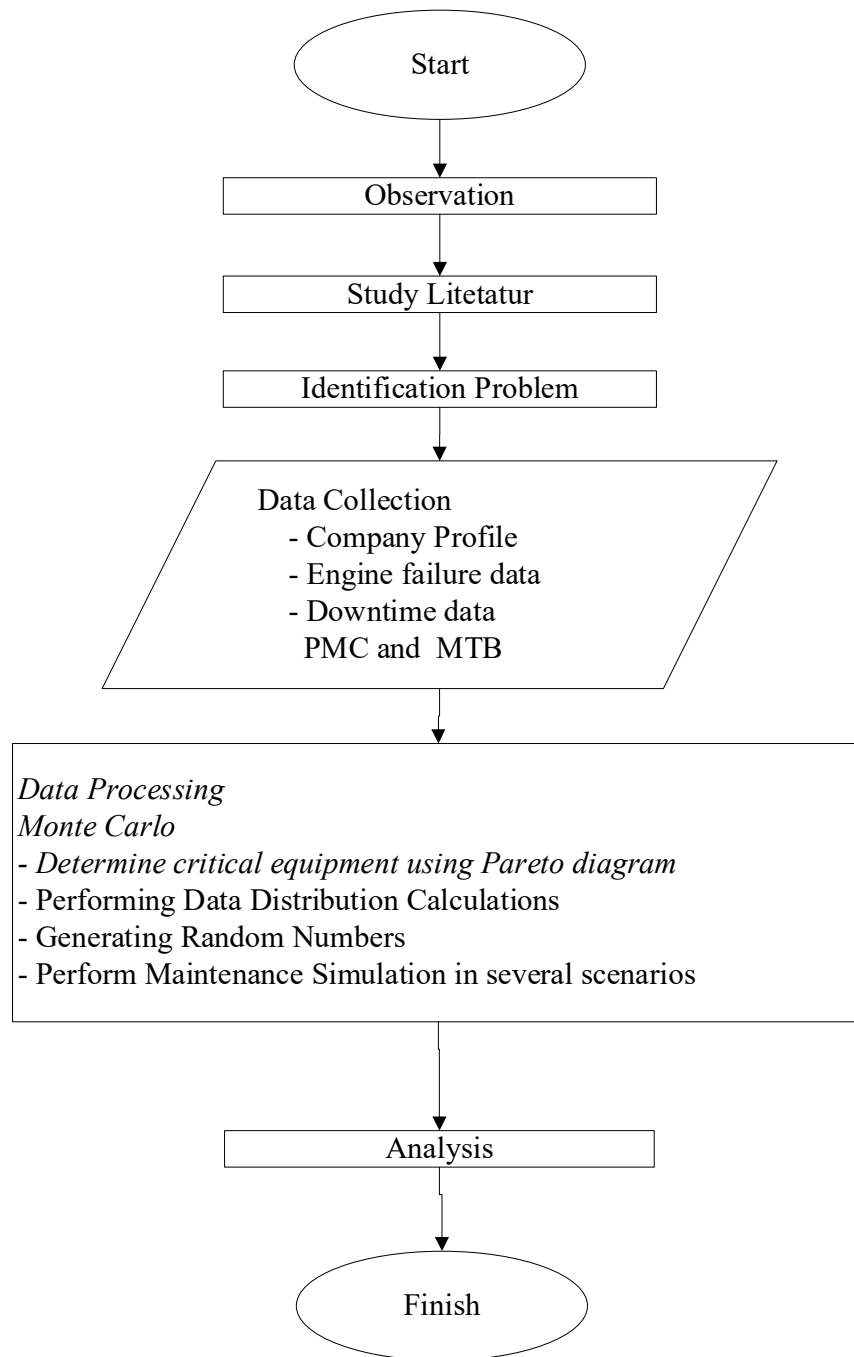 Start
Observation
Study Litetatur
Identification Problem
Data Collection
- Company Profile
- Engine failure data
- Downtime data
PMC and MTB
Data Processing
Monte Carlo
- Determine critical equipment using Pareto diagram
- Performing Data Distribution Calculations
- Generating Random Numbers
- Perform Maintenance Simulation in several scenarios
Analysis
Finish